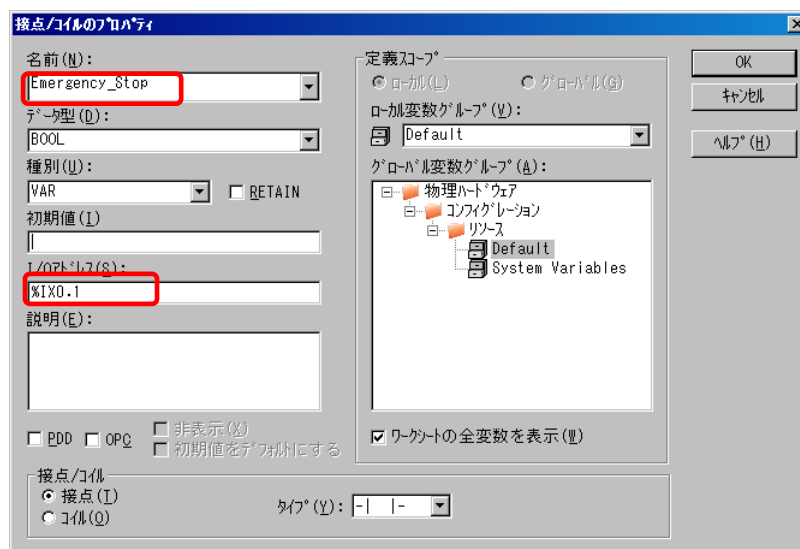 接点/コイルのプロパティ
名前(N):
Emergency_Stop
データ型(D):
BOOL
種別(U):
VAR
RETAIN
初期値(I)
I/Oアドレス(S):
%IX0.1
説明(E):
PDD
OPC
非表示(X)
初期値をデフォルトにする
定義スコープ
ローカル(L)
グローバル(G)
ローカル変数グループ(V):
Default
グローバル変数グループ(A):
物理ハードウェア
コンフィグレーション
リソース
Default
System Variables
ワークシートの全変数を表示(W)
接点/コイル
接点(T)
コイル(O)
タイプ(Y):
-| |-
OK
キャンセル
ヘルプ(H)